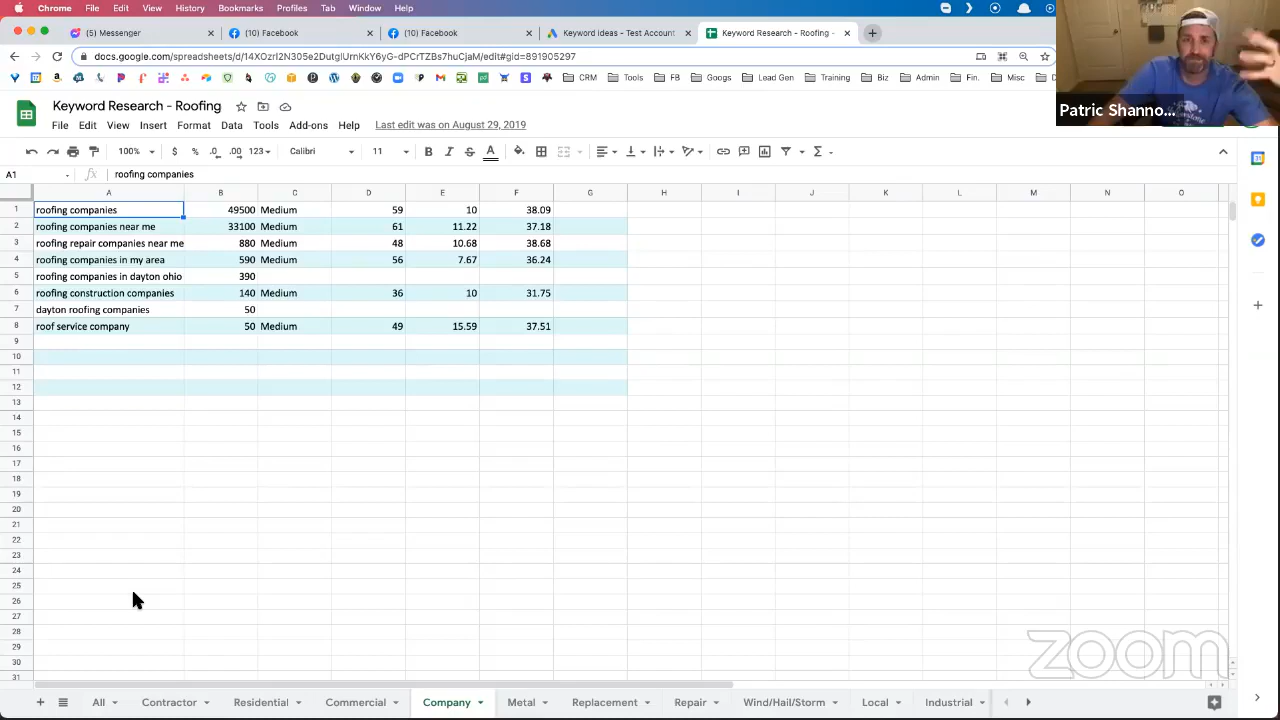 Chrome File Edit View History Bookmarks Profiles Tab Window Help
(5) Messenger (10) Facebook (10) Facebook Keyword ideas - Test Account Keyword Research - Roofing -
docs.google.com/spreadsheets/d/14XOzrI2N305e2DutglUrnKkY6yG-dPCrTZBs7huCjaM/edit#gid=891905297
CRM Tools FB Googs Lead Gen Training Biz Admin Fin. Misc
Patric Shanno...
Keyword Research - Roofing
File Edit View Insert Format Data Tools Add-ons Help Last edit was on August 29, 2019
100% $ % .0 .00 123 Calibri 11 B I S A
A1 fx roofing companies
A B C D E F G H I J K L M N O
1 roofing companies 49500 Medium 59 10 38.09
2 roofing companies near me 33100 Medium 61 11.22 37.18
3 roofing repair companies near me 880 Medium 48 10.68 38.68
4 roofing companies in my area 590 Medium 56 7.67 36.24
5 roofing companies in dayton ohio 390
6 roofing construction companies 140 Medium 36 10 31.75
7 dayton roofing companies 50
8 roof service company 50 Medium 49 15.59 37.51
9
10
11
12
13
14
15
16
17
18
19
20
21
22
23
24
25
26
27
28
29
30
31
zoom
All Contractor Residential Commercial Company Metal Replacement Repair Wind/Hail/Storm Local Industrial